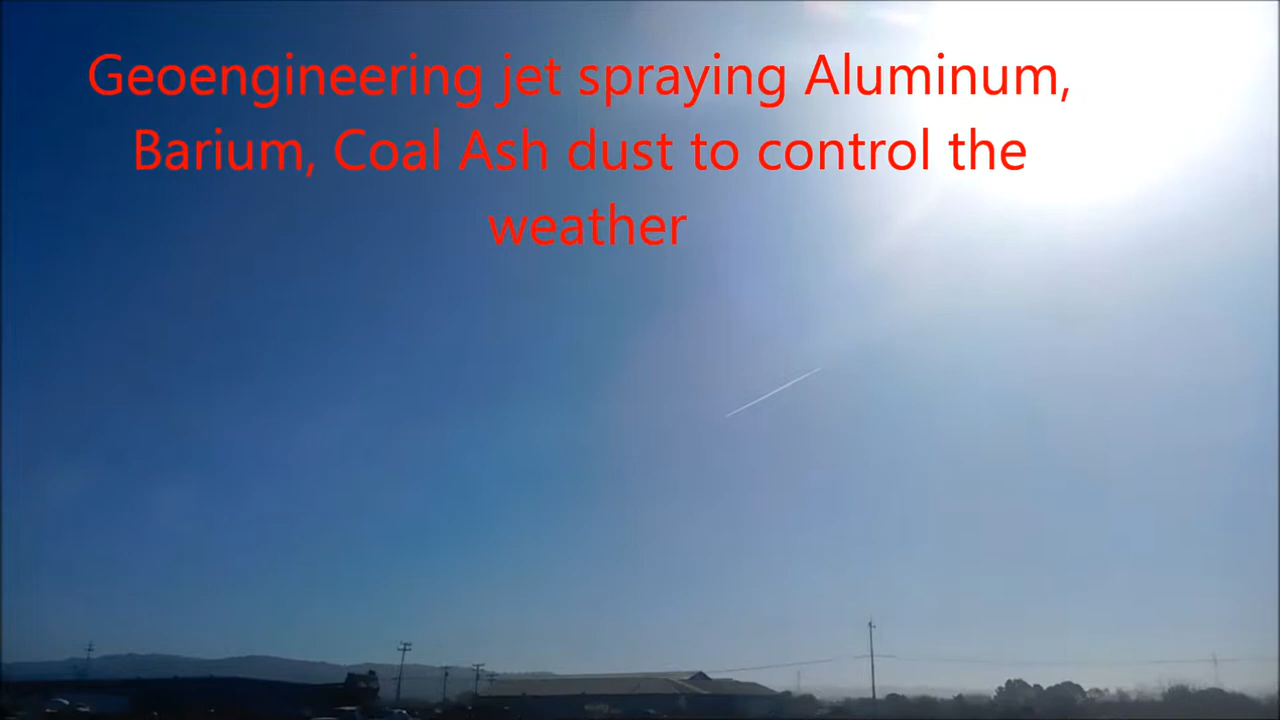 Geoengineering jet spraying Aluminum,
Barium, Coal Ash dust to control the
weather